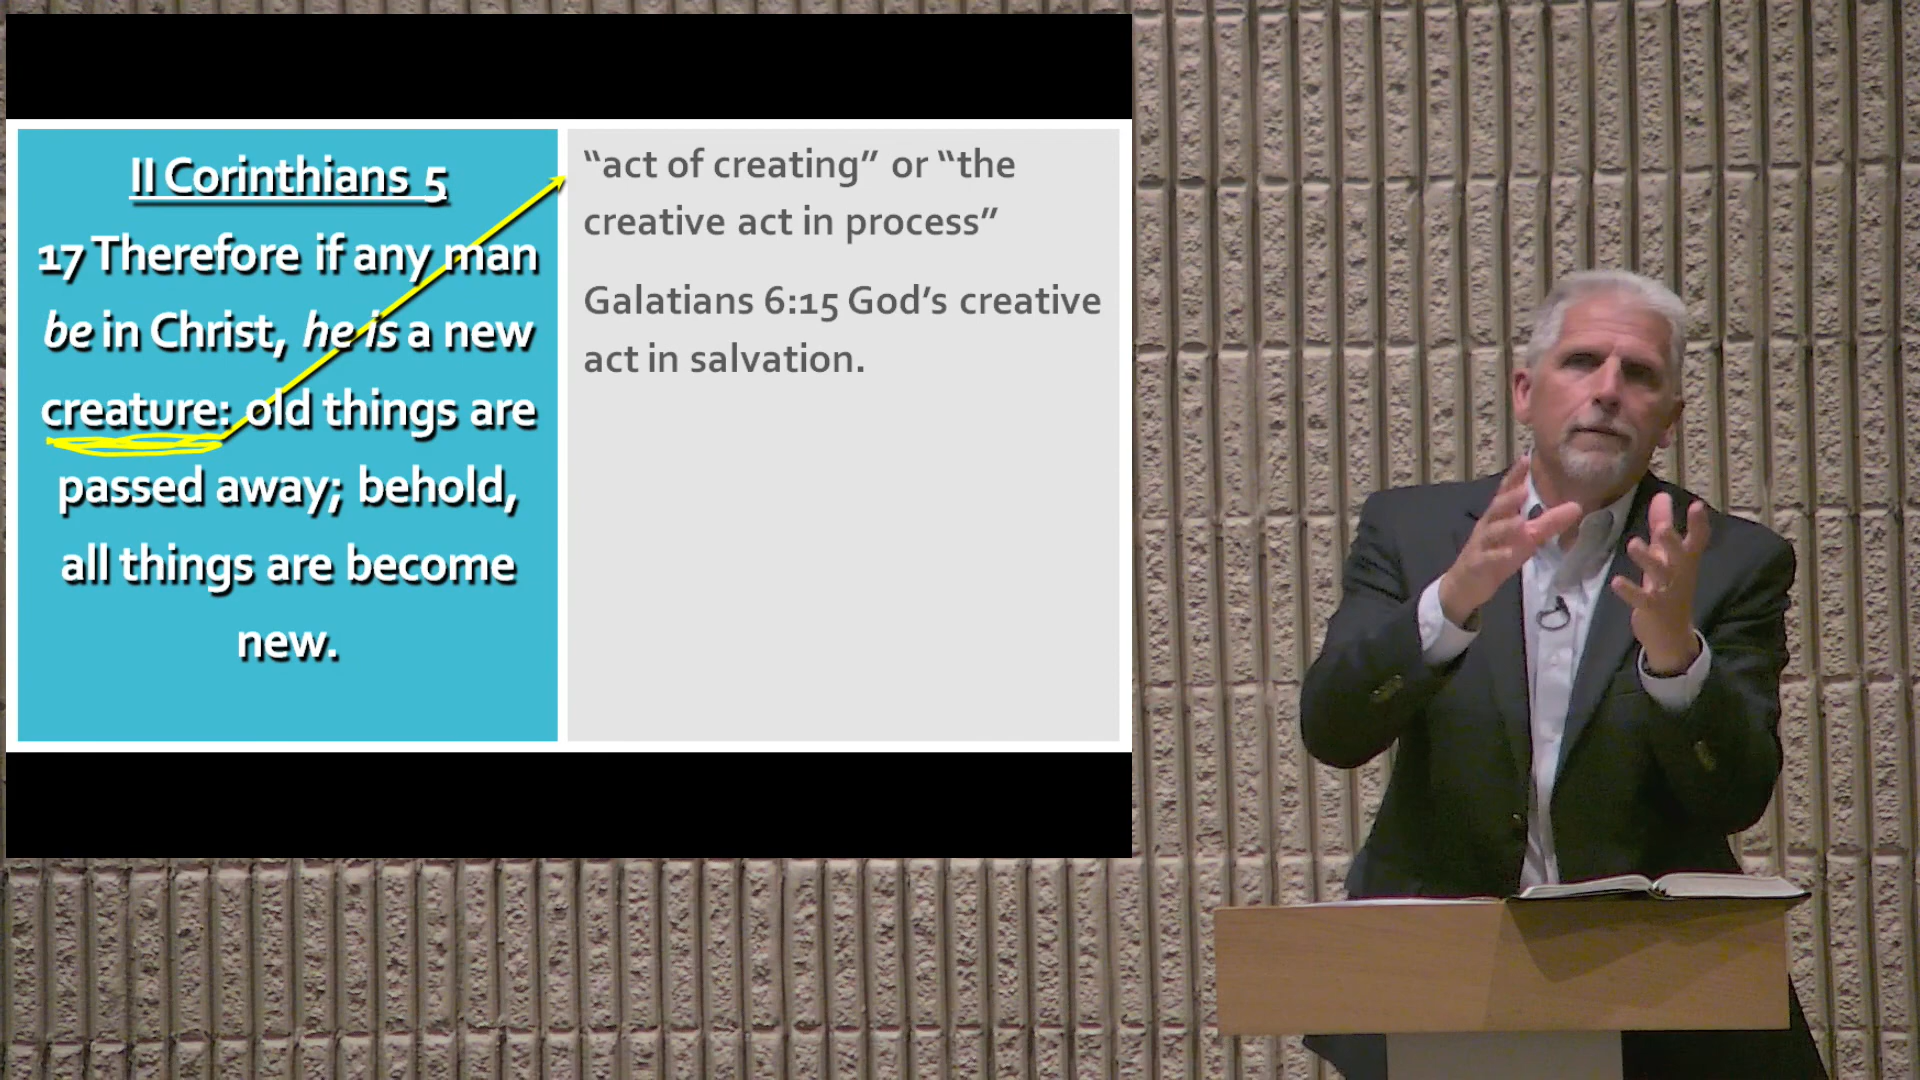 II Corinthians 5
17 Therefore if any man
be in Christ, he is a new
creature: old things are
passed away; behold,
all things are become
new.
“act of creating” or “the
creative act in process”
Galatians 6:15 God’s creative
act in salvation.